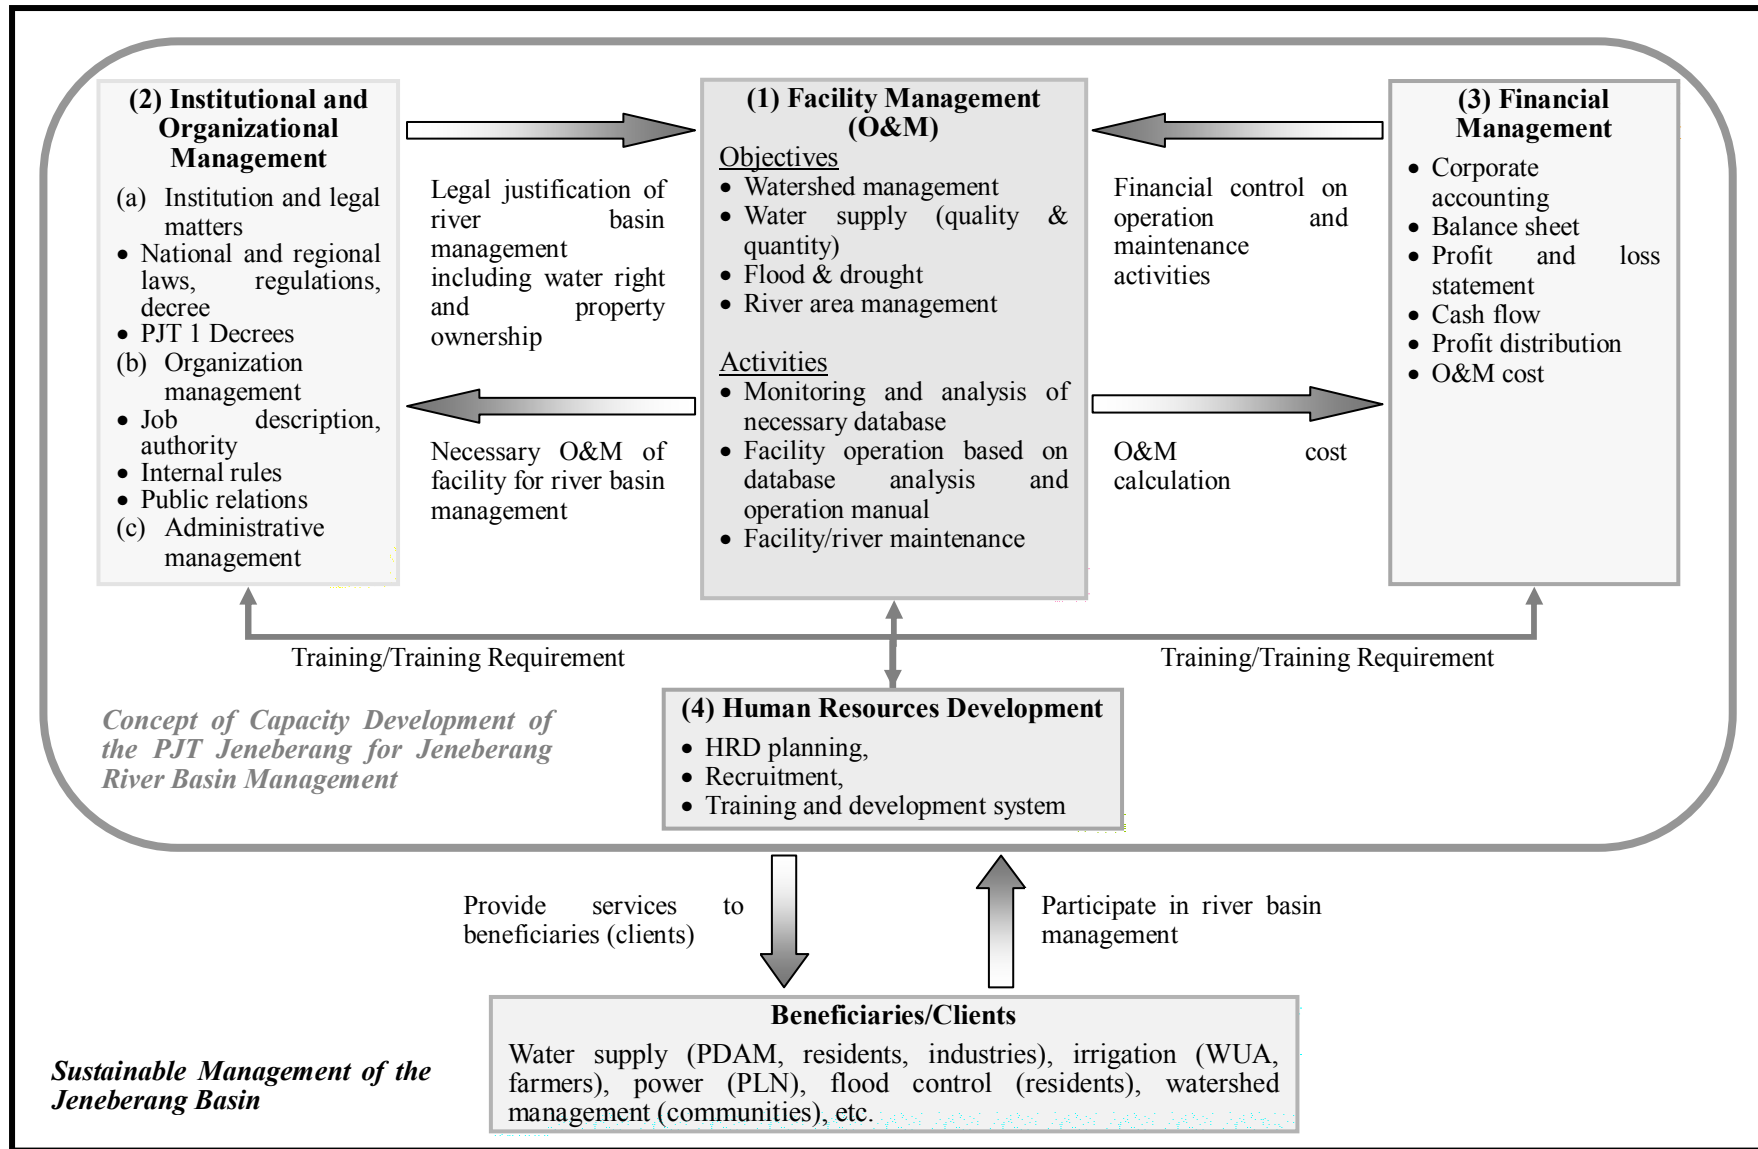 (2) Institutional and
Organizational
Management
(a) Institution and legal
matters
• National and regional
laws, regulations,
decree
• PJT 1 Decrees
(b) Organization
management
• Job description,
authority
• Internal rules
• Public relations
(c) Administrative
management
Legal justification of
river basin
management
including water right
and property
ownership
Necessary O&M of
facility for river basin
management
(1) Facility Management
(O&M)
Objectives
• Watershed management
• Water supply (quality &
quantity)
• Flood & drought
• River area management
Activities
• Monitoring and analysis of
necessary database
• Facility operation based on
database analysis and
operation manual
• Facility/river maintenance
Financial control on
operation and
maintenance
activities
O&M cost
calculation
(3) Financial
Management
• Corporate
accounting
• Balance sheet
• Profit and loss
statement
• Cash flow
• Profit distribution
• O&M cost
Training/Training Requirement
Training/Training Requirement
Concept of Capacity Development of
the PJT Jeneberang for Jeneberang
River Basin Management
(4) Human Resources Development
• HRD planning,
• Recruitment,
• Training and development system
Provide services to
beneficiaries (clients)
Participate in river basin
management
Beneficiaries/Clients
Water supply (PDAM, residents, industries), irrigation (WUA,
farmers), power (PLN), flood control (residents), watershed
management (communities), etc.
Sustainable Management of the
Jeneberang Basin